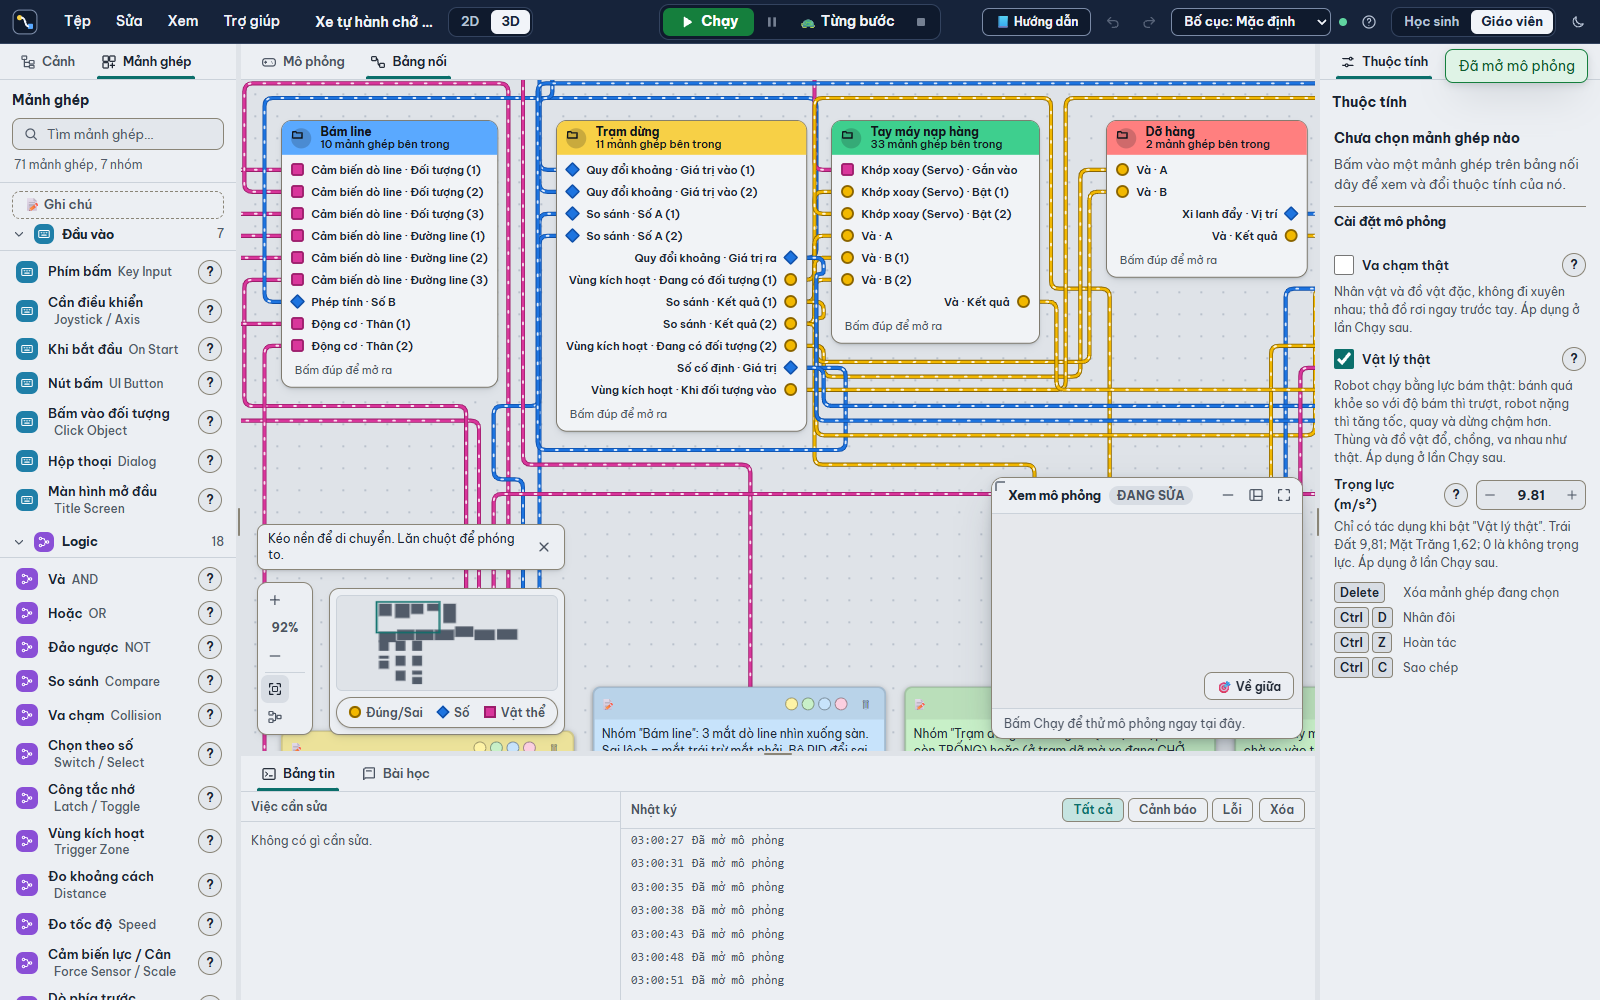 Tệp
Sửa
Xem
Trợ giúp
Xe tự hành chở ...
2D
3D
Chạy
Từng bước
Hướng dẫn
Bố cục: Mặc định
Học sinh
Giáo viên
Cảnh
Mảnh ghép
Mảnh ghép
Tìm mảnh ghép...
71 mảnh ghép, 7 nhóm
Ghi chú
Đầu vào
7
Phím bấm Key Input
?
Cần điều khiển
Joystick / Axis
?
Khi bắt đầu On Start
?
Nút bấm UI Button
?
Bấm vào đối tượng
Click Object
?
Hộp thoại Dialog
?
Màn hình mở đầu
Title Screen
?
Logic
18
Và AND
?
Hoặc OR
?
Đảo ngược NOT
?
So sánh Compare
?
Va chạm Collision
?
Chọn theo số
Switch / Select
?
Công tắc nhớ
Latch / Toggle
?
Vùng kích hoạt
Trigger Zone
?
Đo khoảng cách
Distance
?
Đo tốc độ Speed
?
Cảm biến lực / Cân
Force Sensor / Scale
?
Dò phía trước
Mô phỏng
Bảng nối
Bám line
10 mảnh ghép bên trong
Cảm biến dò line · Đối tượng (1)
Cảm biến dò line · Đối tượng (2)
Cảm biến dò line · Đối tượng (3)
Cảm biến dò line · Đường line (1)
Cảm biến dò line · Đường line (2)
Cảm biến dò line · Đường line (3)
Phép tính · Số B
Động cơ · Thân (1)
Động cơ · Thân (2)
Bấm đúp để mở ra
Trạm dừng
11 mảnh ghép bên trong
Quy đổi khoảng · Giá trị vào (1)
Quy đổi khoảng · Giá trị vào (2)
So sánh · Số A (1)
So sánh · Số A (2)
Quy đổi khoảng · Giá trị ra
Vùng kích hoạt · Đang có đối tượng (1)
So sánh · Kết quả (1)
So sánh · Kết quả (2)
Vùng kích hoạt · Đang có đối tượng (2)
Số cố định · Giá trị
Vùng kích hoạt · Khi đối tượng vào
Bấm đúp để mở ra
Tay máy nạp hàng
33 mảnh ghép bên trong
Khớp xoay (Servo) · Gắn vào
Khớp xoay (Servo) · Bật (1)
Khớp xoay (Servo) · Bật (2)
Và · A
Và · B (1)
Và · B (2)
Và · Kết quả
Bấm đúp để mở ra
Dỡ hàng
2 mảnh ghép bên trong
Và · A
Và · B
Xi lanh đẩy · Vị trí
Và · Kết quả
Bấm đúp để mở ra
Kéo nền để di chuyển. Lăn chuột để phóng
to.
92%
Đúng/Sai
Số
Vật thể
Nhóm "Bám line": 3 mắt dò line nhìn xuống sàn.
Sai lệch = mắt trái trừ mắt phải. Bộ PID đổi sai
Xem mô phỏng
ĐANG SỬA
Về giữa
Bấm Chạy để thử mô phỏng ngay tại đây.
Bảng tin
Bài học
Việc cần sửa
Không có gì cần sửa.
Nhật ký
Tất cả
Cảnh báo
Lỗi
Xóa
03:00:27 Đã mở mô phỏng
03:00:31 Đã mở mô phỏng
03:00:35 Đã mở mô phỏng
03:00:38 Đã mở mô phỏng
03:00:43 Đã mở mô phỏng
03:00:48 Đã mở mô phỏng
03:00:51 Đã mở mô phỏng
Thuộc tính
Đã mở mô phỏng
Thuộc tính
Chưa chọn mảnh ghép nào
Bấm vào một mảnh ghép trên bảng nối
dây để xem và đổi thuộc tính của nó.
Cài đặt mô phỏng
Va chạm thật
?
Nhân vật và đồ vật đặc, không đi xuyên
nhau; thả đồ rơi ngay trước tay. Áp dụng ở
lần Chạy sau.
Vật lý thật
?
Robot chạy bằng lực bám thật: bánh quá
khỏe so với độ bám thì trượt, robot nặng
thì tăng tốc, quay và dừng chậm hơn.
Thùng và đồ vật đổ, chồng, va nhau như
thật. Áp dụng ở lần Chạy sau.
Trọng lực
(m/s²)
?
9.81
Chỉ có tác dụng khi bật "Vật lý thật". Trái
Đất 9,81; Mặt Trăng 1,62; 0 là không trọng
lực. Áp dụng ở lần Chạy sau.
Delete
Xóa mảnh ghép đang chọn
Ctrl
D
Nhân đôi
Ctrl
Z
Hoàn tác
Ctrl
C
Sao chép